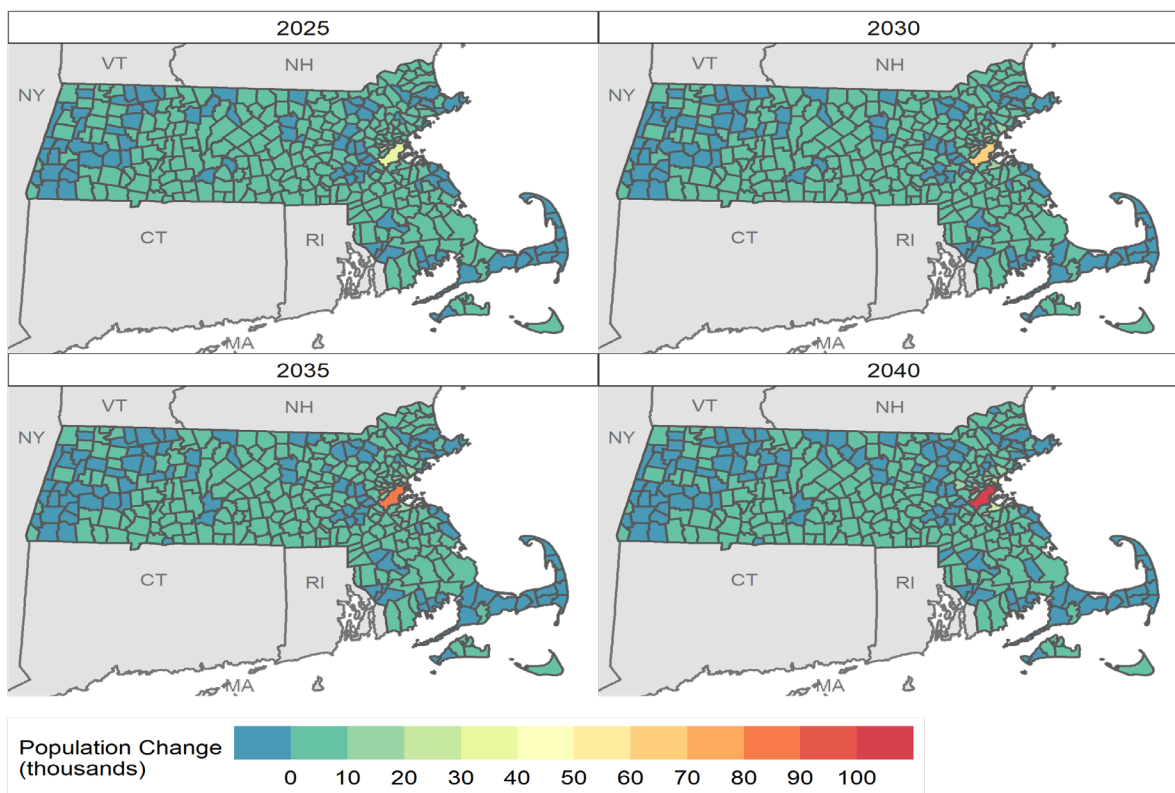 2025
2030
VT
NH
NY
CT
RI
MA
VT
NH
NY
CT
RI
MA
2035
2040
VT
NH
NY
CT
RI
MA
VT
NH
NY
CT
RI
MA
Population Change
(thousands)
0 10 20 30 40 50 60 70 80 90 100